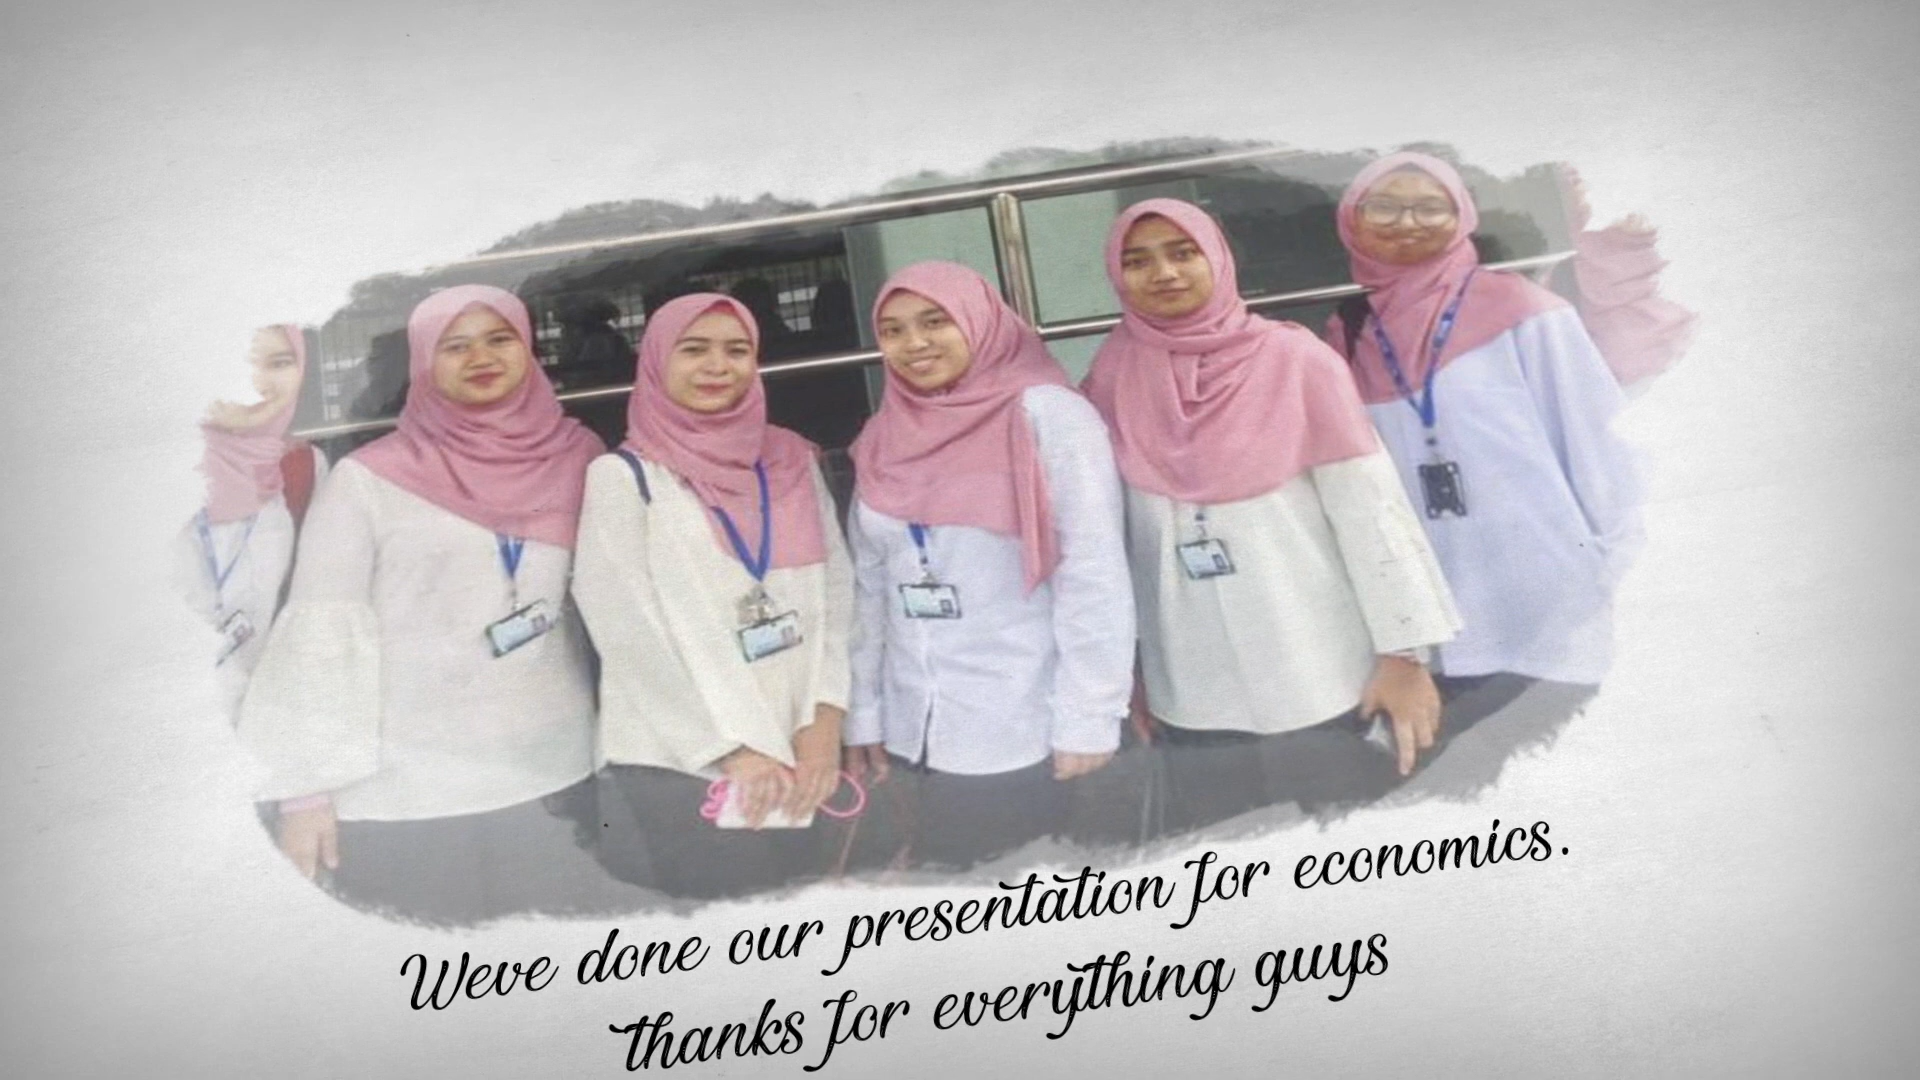 Weve done our presentation for economics.
thanks for everything guys